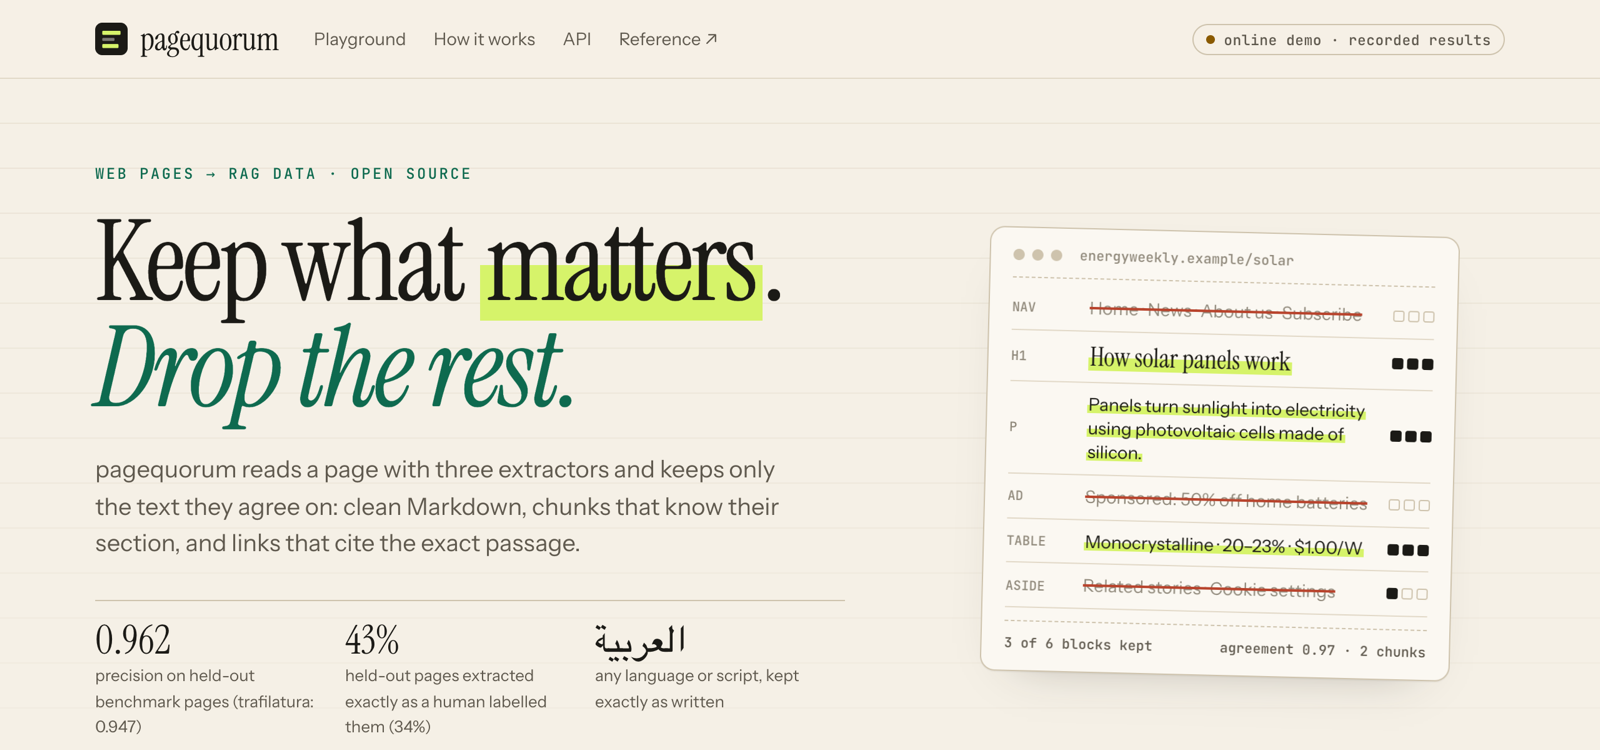 pagequorum Playground How it works API Reference ↗ online demo · recorded results
WEB PAGES → RAG DATA · OPEN SOURCE
Keep what matters.
Drop the rest.
pagequorum reads a page with three extractors and keeps only
the text they agree on: clean Markdown, chunks that know their
section, and links that cite the exact passage.
0.962
precision on held-out
benchmark pages (trafilatura:
0.947)
43%
held-out pages extracted
exactly as a human labelled
them (34%)
العربية
any language or script, kept
exactly as written
energyweekly.example/solar
NAV Home · News · About us · Subscribe
H1 How solar panels work
P Panels turn sunlight into electricity
using photovoltaic cells made of
silicon.
AD Sponsored: 50% off home batteries
TABLE Monocrystalline · 20–23% · $1.00/W
ASIDE Related stories · Cookie settings
3 of 6 blocks kept agreement 0.97 · 2 chunks